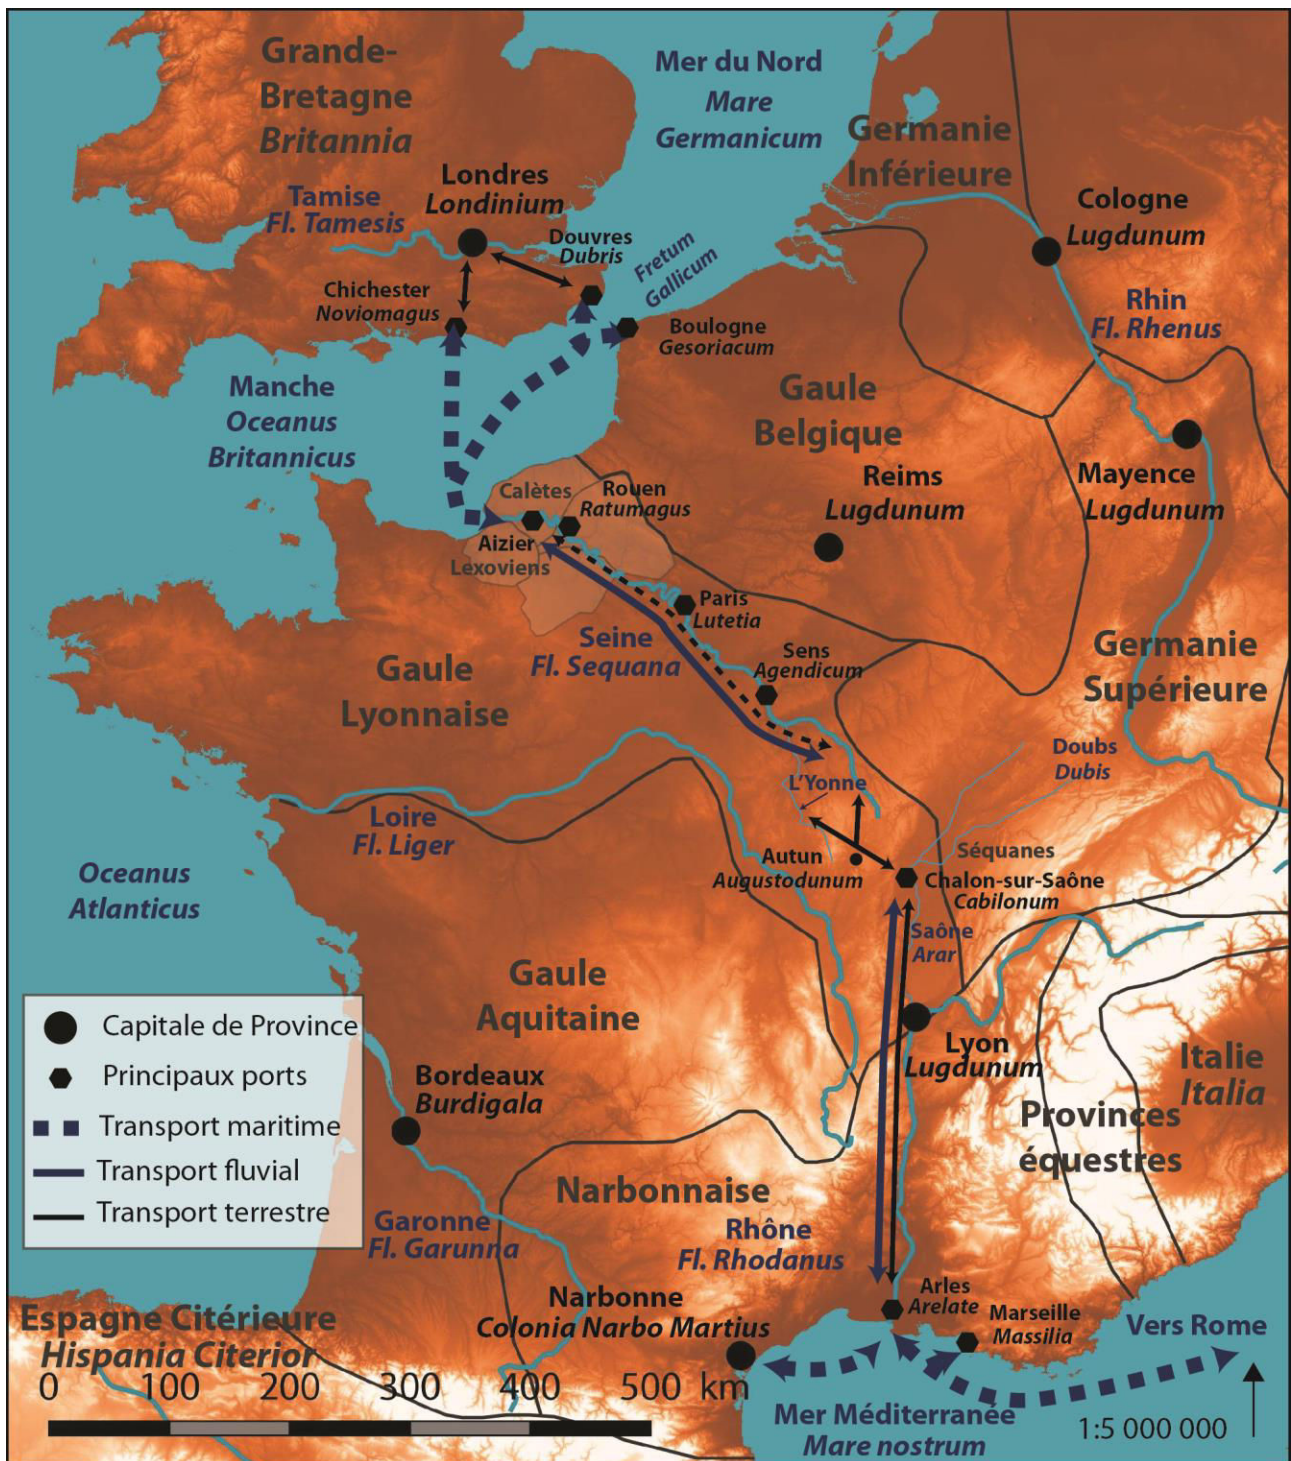 Grande-
Bretagne
Britannia
Mer du Nord
Mare
Germanicum
Germanie
Inférieure
Tamise
Fl. Tamesis
Londres
Londinium
Douvres
Dubris
Fretum
Gallicum
Cologne
Lugdunum
Chichester
Noviomagus
Boulogne
Gesoriacum
Rhin
Fl. Rhenus
Manche
Oceanus
Britannicus
Gaule
Belgique
Reims
Lugdunum
Mayence
Lugdunum
Calètes
Rouen
Ratumagus
Aizier
Lexoviens
Paris
Lutetia
Seine
Fl. Sequana
Sens
Agendicum
Germanie
Supérieure
Gaule
Lyonnaise
Doubs
Dubis
L'Yonne
Loire
Fl. Liger
Autun
Augustodunum
Séquanes
Chalon-sur-Saône
Cabilonum
Oceanus
Atlanticus
Saône
Arar
Gaule
Aquitaine
Lyon
Lugdunum
Italie
Italia
Provinces
équestres
Bordeaux
Burdigala
Narbonnaise
Rhône
Fl. Rhodanus
Garonne
Fl. Garunna
Capitale de Province
Principaux ports
Transport maritime
Transport fluvial
Transport terrestre
Narbonne
Colonia Narbo Martius
Arles
Arelate
Marseille
Massilia
Vers Rome
Espagne Citérieure
Hispania Citerior
0 100 200 300 400 500 km
Mer Méditerranée
Mare nostrum
1:5 000 000